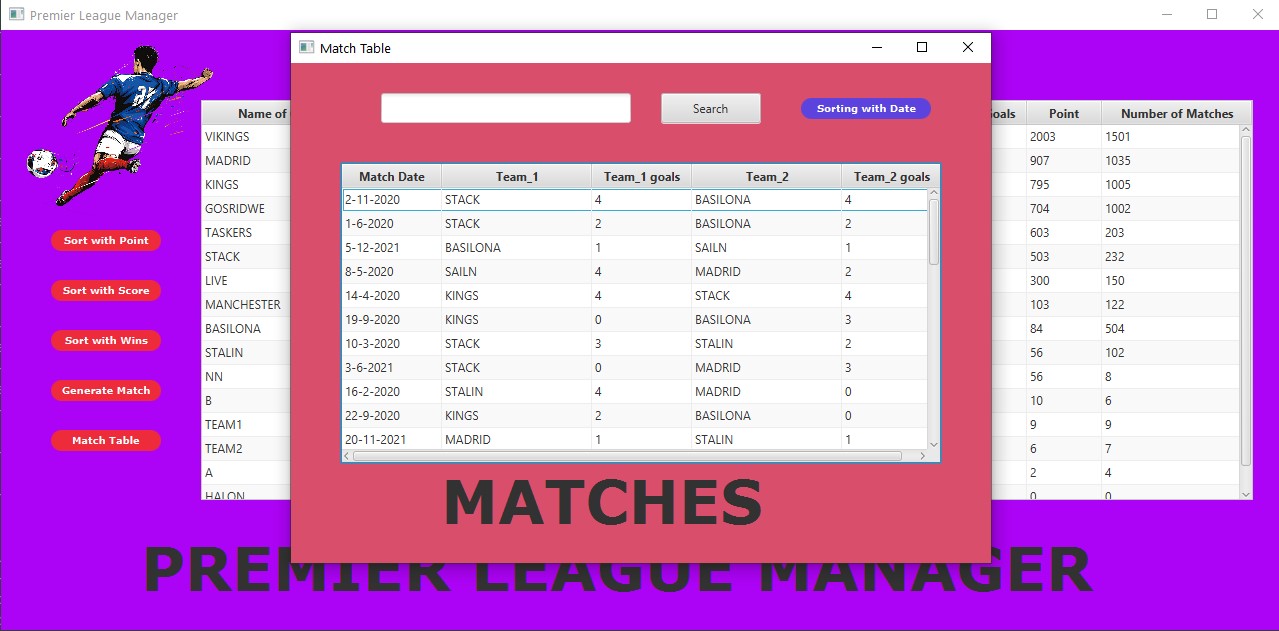 Premier League Manager
Match Table
Search
Sorting with Date
Match Date Team_1 Team_1 goals Team_2 Team_2 goals
2-11-2020 STACK 4 BASILONA 4
1-6-2020 STACK 2 BASILONA 2
5-12-2021 BASILONA 1 SAILN 1
8-5-2020 SAILN 4 MADRID 2
14-4-2020 KINGS 4 STACK 4
19-9-2020 KINGS 0 BASILONA 3
10-3-2020 STACK 3 STALIN 2
3-6-2021 STACK 0 MADRID 3
16-2-2020 STALIN 4 MADRID 0
22-9-2020 KINGS 2 BASILONA 0
20-11-2021 MADRID 1 STALIN 1
MATCHES
Sort with Point
Sort with Score
Sort with Wins
Generate Match
Match Table
Name of Point Number of Matches
VIKINGS 2003 1501
MADRID 907 1035
KINGS 795 1005
GOSRIDWE 704 1002
TASKERS 603 203
STACK 503 232
LIVE 300 150
MANCHESTER 103 122
BASILONA 84 504
STALIN 56 102
NN 56 8
B 10 6
TEAM1 9 9
TEAM2 6 7
A 2 4
HALON 0 0
PREMIER LEAGUE MANAGER